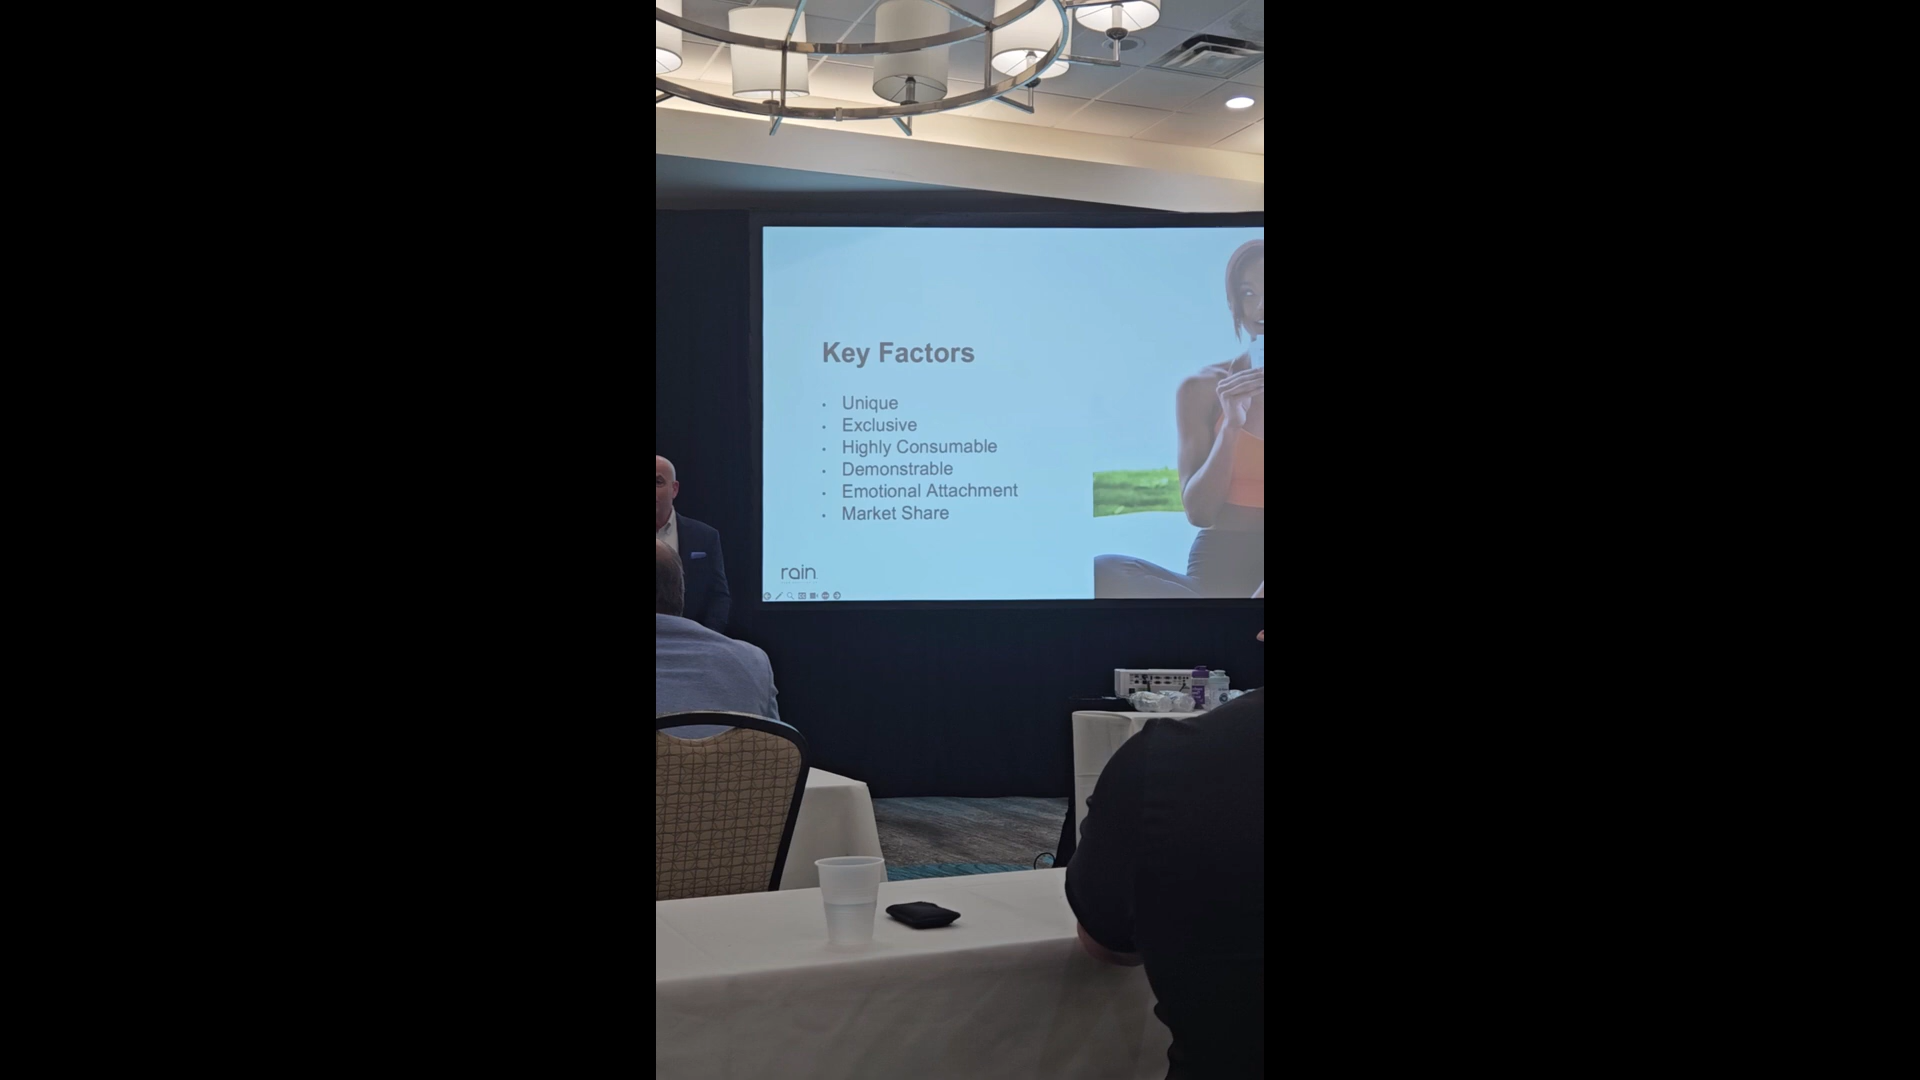 Key Factors
• Unique
• Exclusive
• Highly Consumable
• Demonstrable
• Emotional Attachment
• Market Share
rain